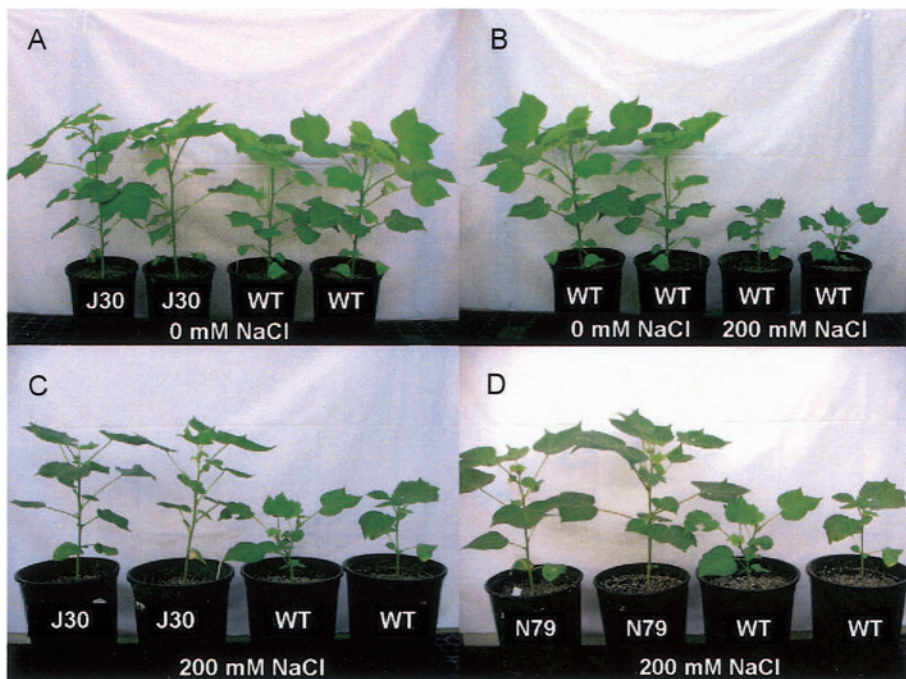 A
J30 J30 WT WT
0 mM NaCl
B
WT WT WT WT
0 mM NaCl 200 mM NaCl
C
J30 J30 WT WT
200 mM NaCl
D
N79 N79 WT WT
200 mM NaCl